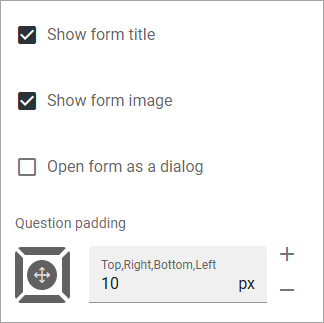 Show form title
Show form image
Open form as a dialog
Question padding
Top,Right,Bottom,Left
10 px